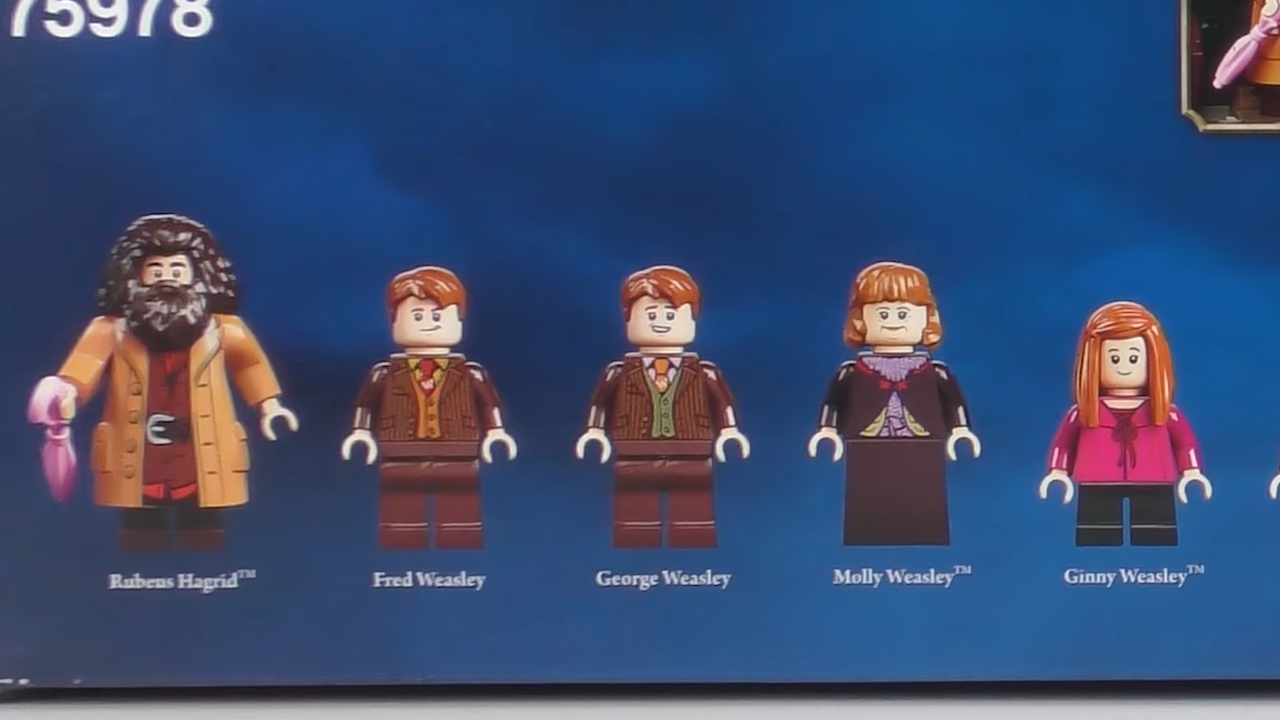 75978
Rubeus Hagrid™
Fred Weasley
George Weasley
Molly Weasley™
Ginny Weasley™